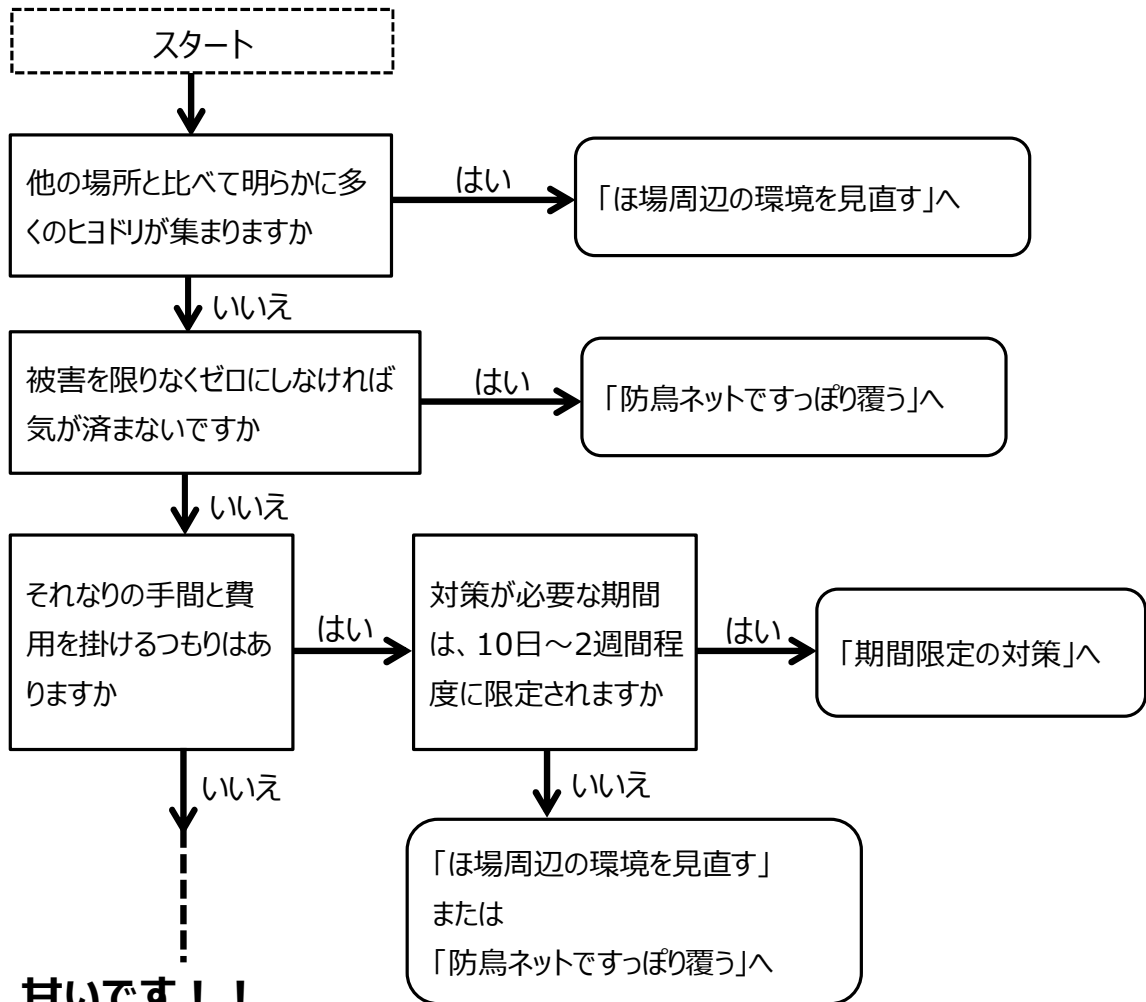 スタート
他の場所と比べて明らかに多
くのヒヨドリが集まりますか
はい
「ほ場周辺の環境を見直す」へ
いいえ
被害を限りなくゼロにしなければ
気が済まないですか
はい
「防鳥ネットですっぽり覆う」へ
いいえ
それなりの手間と費
用を掛けるつもりはあ
りますか
はい
対策が必要な期間
は、10日～2週間程
度に限定されますか
はい
「期間限定の対策」へ
いいえ
いいえ
「ほ場周辺の環境を見直す」
または
「防鳥ネットですっぽり覆う」へ
甘いです！！